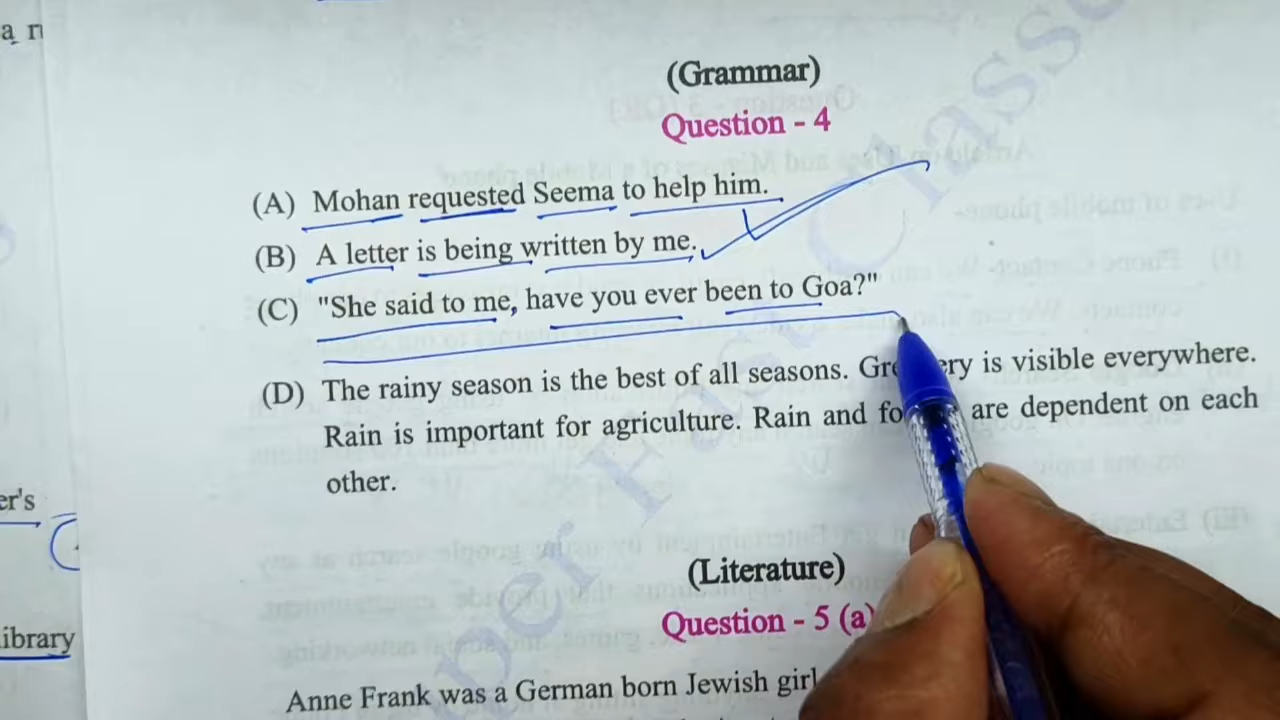 (Grammar)
Question - 4
(A) Mohan requested Seema to help him.
(B) A letter is being written by me.
(C) "She said to me, have you ever been to Goa?"
(D) The rainy season is the best of all seasons. is visible everywhere.
Rain is important for agriculture. Rain and are dependent on each
other.
er's
(Literature)
Question - 5 (a)
ibrary
Anne Frank was a German born Jewish girl